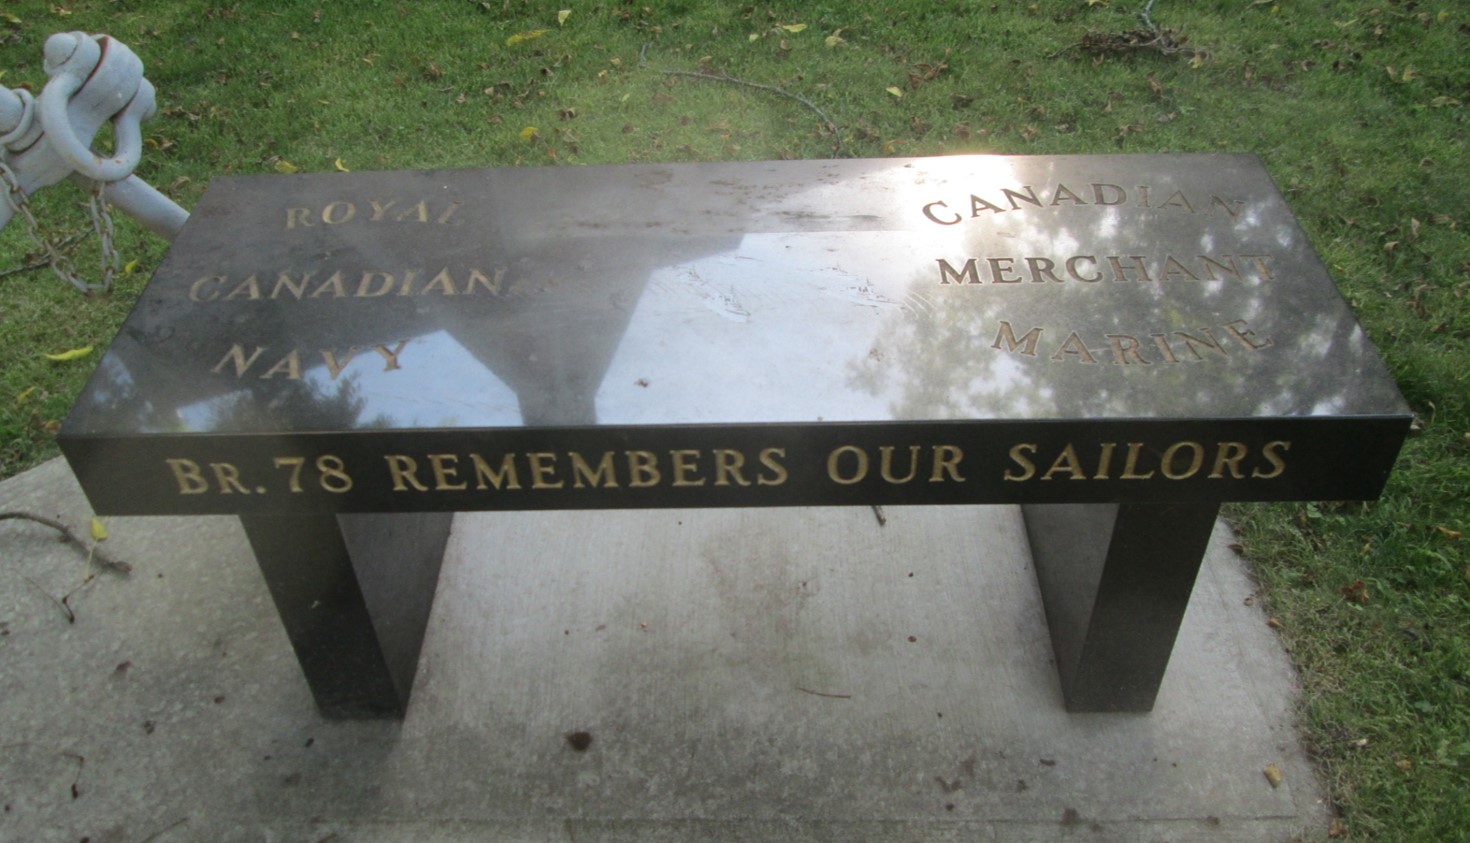 ROYAL
CANADIAN
NAVY
CANADIAN
MERCHANT
MARINE
BR. 78 REMEMBERS OUR SAILORS